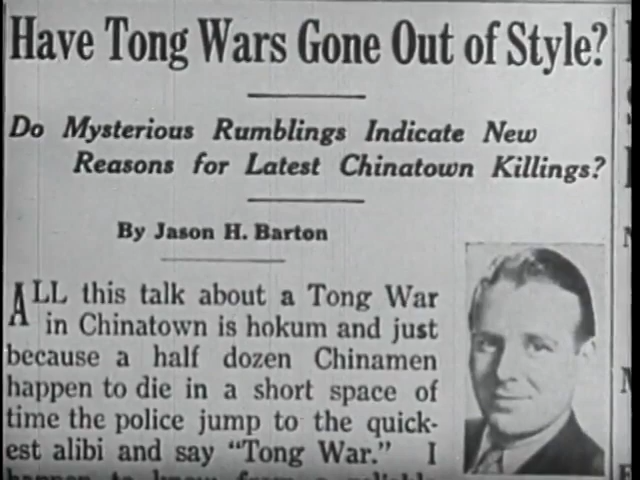 Have Tong Wars Gone Out of Style?
Do Mysterious Rumblings Indicate New
Reasons for Latest Chinatown Killings?
By Jason H. Barton
ALL this talk about a Tong War
in Chinatown is hokum and just
because a half dozen Chinamen
happen to die in a short space of
time the police jump to the quick-
est alibi and say "Tong War." I